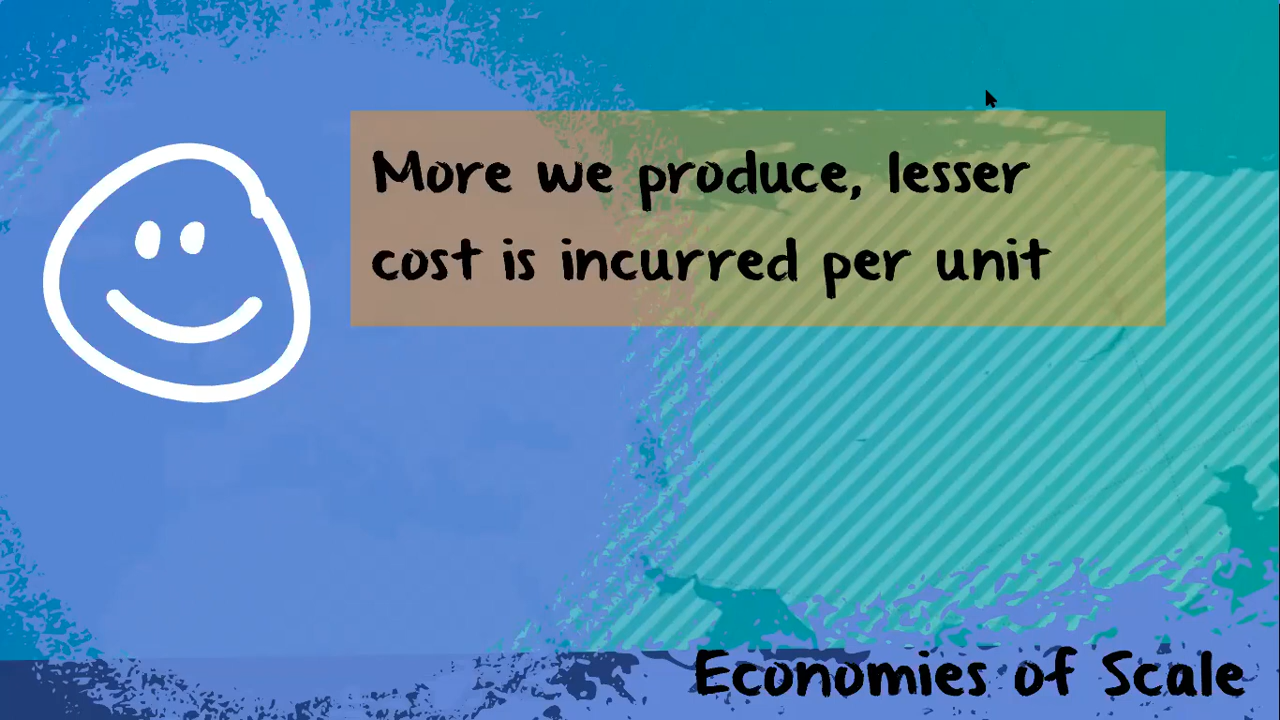 More we produce, lesser
cost is incurred per unit
Economies of Scale